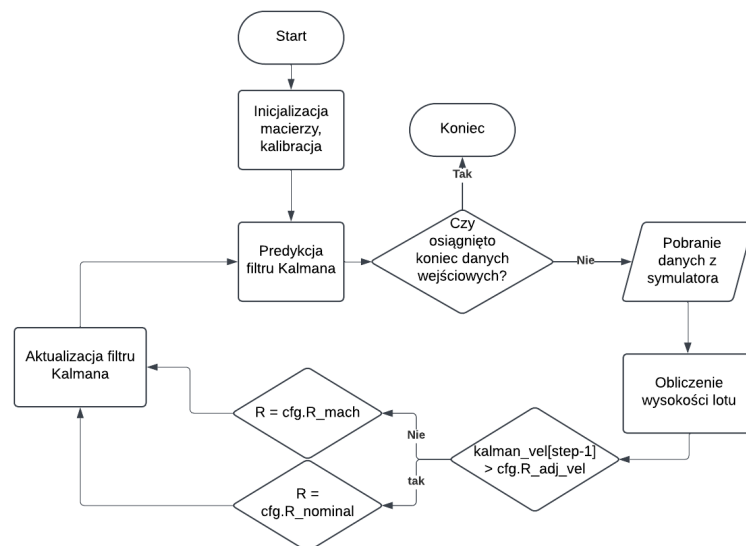 Start
Inicjalizacja
macierzy,
kalibracja
Koniec
Tak
Predykcja
filtru Kalmana
Czy
osiągnięto
koniec danych
wejściowych?
Nie
Pobranie
danych z
symulatora
Aktualizacja filtru
Kalmana
Obliczenie
wysokości lotu
R = cfg.R_mach
Nie
kalman_vel[step-1]
> cfg.R_adj_vel
tak
R =
cfg.R_nominal